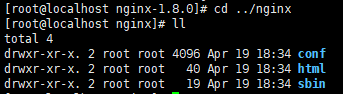 [root@localhost nginx-1.8.0]# cd ../nginx
[root@localhost nginx]# ll
total 4
drwxr-xr-x. 2 root root 4096 Apr 19 18:34 conf
drwxr-xr-x. 2 root root   40 Apr 19 18:34 html
drwxr-xr-x. 2 root root   19 Apr 19 18:34 sbin